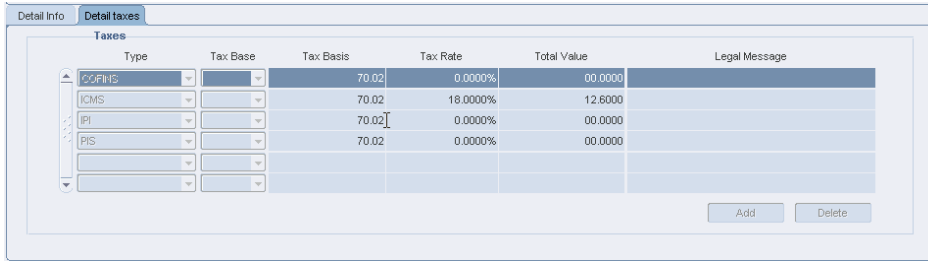 Detail Info Detail taxes
Taxes
Type Tax Base Tax Basis Tax Rate Total Value Legal Message
COFINS 70.02 0.0000% 00.0000
ICMS 70.02 18.0000% 12.6000
IPI 70.02 0.0000% 00.0000
PIS 70.02 0.0000% 00.0000
Add Delete